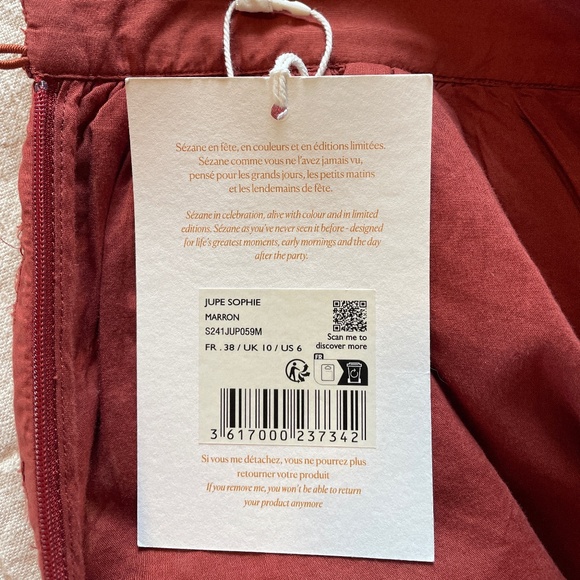 Sézane en fête, en couleurs et en éditions limitées.
Sézane comme vous ne l'avez jamais vu,
pensé pour les grands jours, les petits matins
et les lendemains de fête.
Sézane in celebration, alive with colour and in limited
editions. Sézane as you've never seen it before - designed
for life's greatest moments, early mornings and the day
after the party.
JUPE SOPHIE
MARRON
S241JUP059M
FR . 38 / UK 10 / US 6
Scan me to
discover more
FR
3 617000 237342
Si vous me détachez, vous ne pourrez plus
retourner votre produit
If you remove me, you won't be able to return
your product anymore